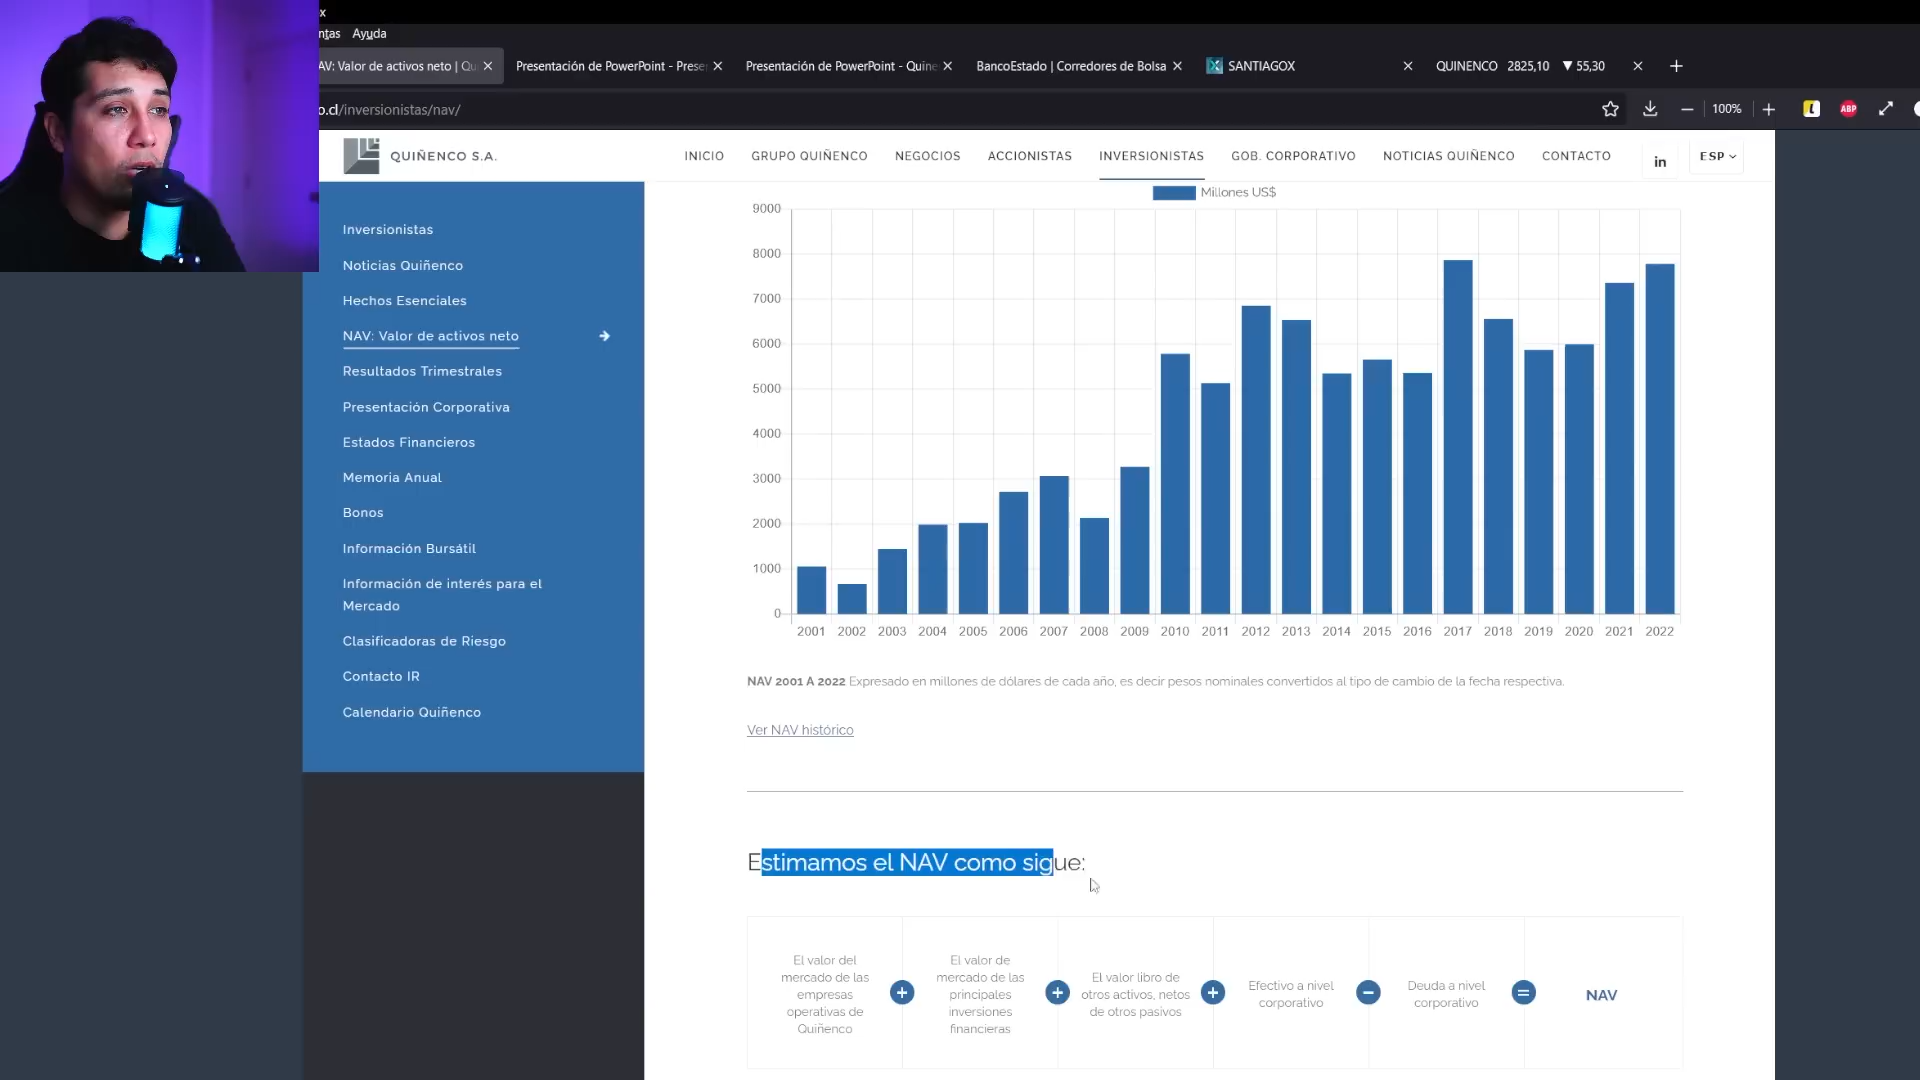 Ayuda
AV: Valor de activos neto | Qu
Presentación de PowerPoint - Prese
Presentación de PowerPoint - Quine
BancoEstado | Corredores de Bolsa
SANTIAGOX
QUINENCO 2825,10 ▼ 55,30
o.cl/inversionistas/nav/
100%
ABP
QUIÑENCO S.A.
INICIO
GRUPO QUIÑENCO
NEGOCIOS
ACCIONISTAS
INVERSIONISTAS
GOB. CORPORATIVO
NOTICIAS QUIÑENCO
CONTACTO
in
ESP
Inversionistas
Noticias Quiñenco
Hechos Esenciales
NAV: Valor de activos neto
Resultados Trimestrales
Presentación Corporativa
Estados Financieros
Memoria Anual
Bonos
Información Bursátil
Información de interés para el
Mercado
Clasificadoras de Riesgo
Contacto IR
Calendario Quiñenco
Millones US$
9000
8000
7000
6000
5000
4000
3000
2000
1000
0
2001 2002 2003 2004 2005 2006 2007 2008 2009 2010 2011 2012 2013 2014 2015 2016 2017 2018 2019 2020 2021 2022
NAV 2001 A 2022 Expresado en millones de dólares de cada año, es decir pesos nominales convertidos al tipo de cambio de la fecha respectiva.
Ver NAV histórico
Estimamos el NAV como sigue:
El valor del
mercado de las
empresas
operativas de
Quiñenco
+
El valor de
mercado de las
principales
inversiones
financieras
+
El valor libro de
otros activos, netos
de otros pasivos
+
Efectivo a nivel
corporativo
−
Deuda a nivel
corporativo
=
NAV